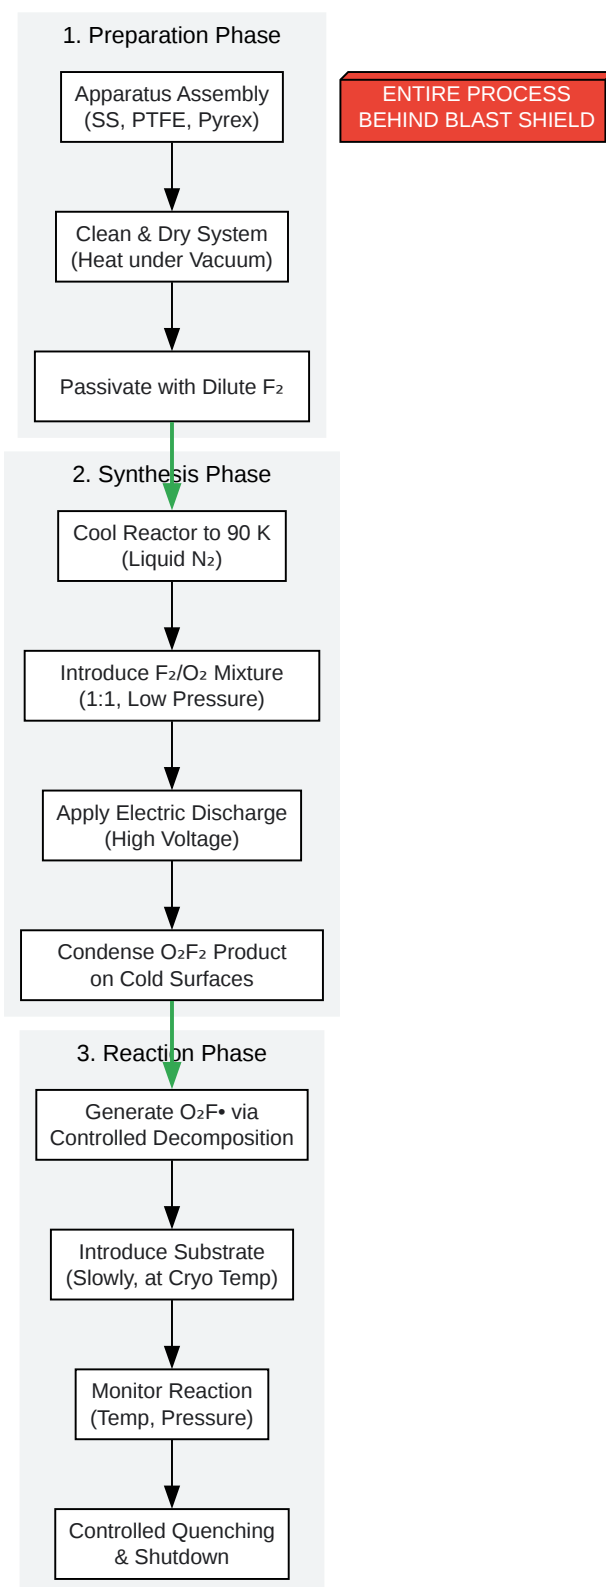 1. Preparation Phase
Apparatus Assembly
(SS, PTFE, Pyrex)
ENTIRE PROCESS
BEHIND BLAST SHIELD
Clean & Dry System
(Heat under Vacuum)
Passivate with Dilute F₂
2. Synthesis Phase
Cool Reactor to 90 K
(Liquid N₂)
Introduce F₂/O₂ Mixture
(1:1, Low Pressure)
Apply Electric Discharge
(High Voltage)
Condense O₂F₂ Product
on Cold Surfaces
3. Reaction Phase
Generate O₂F• via
Controlled Decomposition
Introduce Substrate
(Slowly, at Cryo Temp)
Monitor Reaction
(Temp, Pressure)
Controlled Quenching
& Shutdown